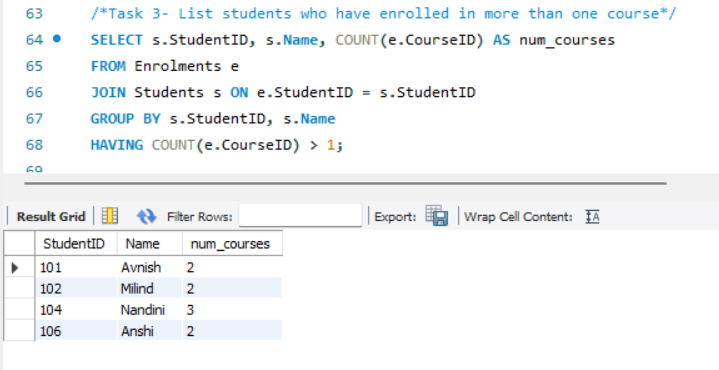 63 /*Task 3- List students who have enrolled in more than one course*/
64 SELECT s.StudentID, s.Name, COUNT(e.CourseID) AS num_courses
65 FROM Enrolments e
66 JOIN Students s ON e.StudentID = s.StudentID
67 GROUP BY s.StudentID, s.Name
68 HAVING COUNT(e.CourseID) > 1;
69
Result Grid Filter Rows: Export: Wrap Cell Content:
StudentID Name num_courses
101 Avnish 2
102 Milind 2
104 Nandini 3
106 Anshi 2